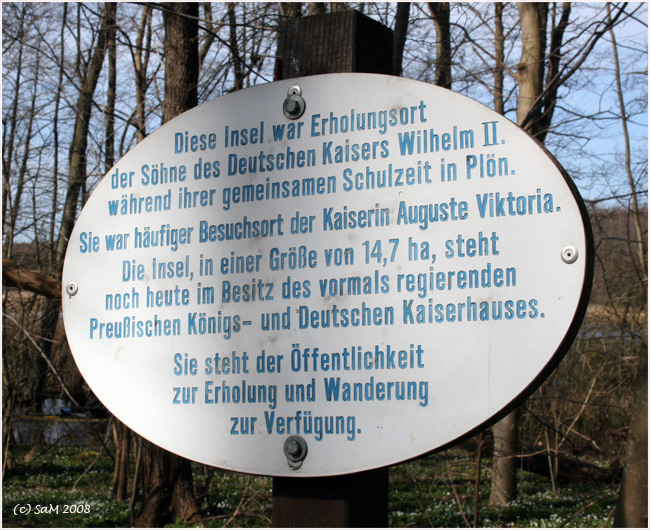 Diese Insel war Erholungsort
der Söhne des Deutschen Kaisers Wilhelm II.
während ihrer gemeinsamen Schulzeit in Plön.
Sie war häufiger Besuchsort der Kaiserin Auguste Viktoria.
Die Insel, in einer Größe von 14,7 ha, steht
noch heute im Besitz des vormals regierenden
Preußischen Königs- und Deutschen Kaiserhauses.
Sie steht der Öffentlichkeit
zur Erholung und Wanderung
zur Verfügung.
(c) SaM 2008